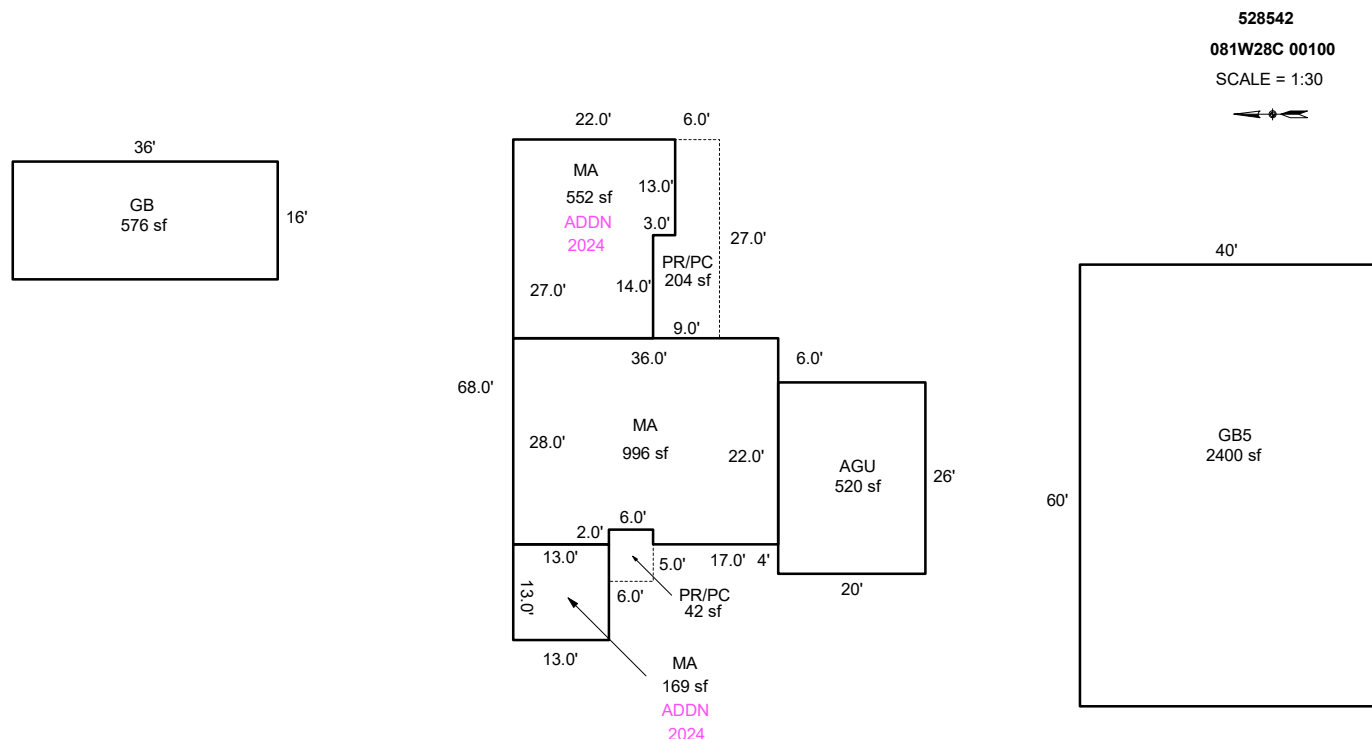 528542
081W28C 00100
SCALE = 1:30
22.0'
6.0'
36'
GB
576 sf
16'
MA
552 sf
ADDN
2024
13.0'
3.0'
27.0'
PR/PC
204 sf
27.0'
14.0'
9.0'
40'
36.0'
6.0'
68.0'
MA
996 sf
28.0'
22.0'
AGU
520 sf
26'
GB5
2400 sf
60'
6.0'
2.0'
13.0'
5.0'
17.0'
4'
13.0'
6.0'
PR/PC
42 sf
20'
13.0'
MA
169 sf
ADDN
2024